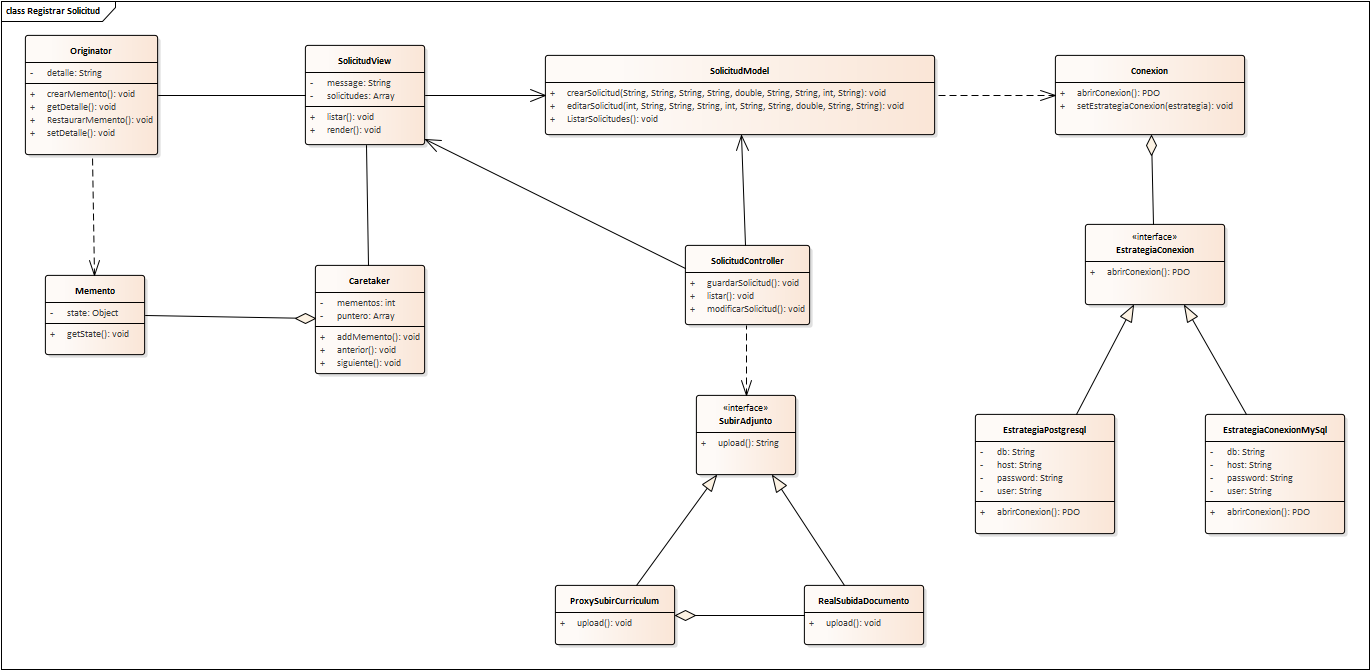 class Registrar Solicitud
Originator
- detalle: String
+ crearMemento(): void
+ getDetalle(): void
+ RestaurarMemento(): void
+ setDetalle(): void
SolicitudView
- message: String
- solicitudes: Array
+ listar(): void
+ render(): void
SolicitudModel
+ crearSolicitud(String, String, String, String, double, String, String, int, String): void
+ editarSolicitud(int, String, String, String, int, String, String, double, String, String): void
+ ListarSolicitudes(): void
Conexion
+ abrirConexion(): PDO
+ setEstrategiaConexion(estrategia): void
Memento
- state: Object
+ getState(): void
Caretaker
- mementos: int
- puntero: Array
+ addMemento(): void
+ anterior(): void
+ siguiente(): void
SolicitudController
+ guardarSolicitud(): void
+ listar(): void
+ modificarSolicitud(): void
«interface»
EstrategiaConexion
+ abrirConexion(): PDO
«interface»
SubirAdjunto
+ upload(): String
EstrategiaPostgresql
- db: String
- host: String
- password: String
- user: String
+ abrirConexion(): PDO
EstrategiaConexionMySql
- db: String
- host: String
- password: String
- user: String
+ abrirConexion(): PDO
ProxySubirCurriculum
+ upload(): void
RealSubidaDocumento
+ upload(): void